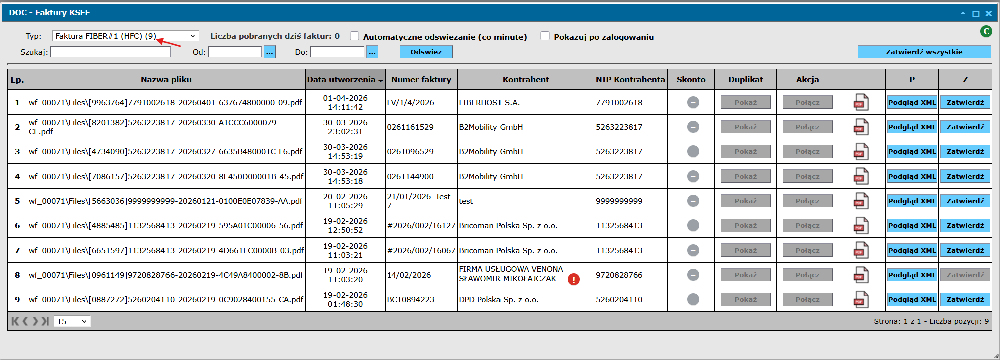 DOC - Faktury KSEF
Typ: Faktura FIBER#1 (HFC) (9) Liczba pobranych dziś faktur: 0 Automatyczne odswiezanie (co minute) Pokazuj po zalogowaniu
C
Szukaj: Od: ... Do: ... Odswiez Zatwierdź wszystkie
Lp. Nazwa pliku Data utworzenia Numer faktury Kontrahent NIP Kontrahenta Skonto Duplikat Akcja P Z
1 wf_00071\Files\[9963764]7791002618-20260401-637674800000-09.pdf 01-04-2026 14:11:42 FV/1/4/2026 FIBERHOST S.A. 7791002618 Pokaż Połącz PDF Podgląd XML Zatwierdź
2 wf_00071\Files\[8201382]5263223817-20260330-A1CCC6000079-CE.pdf 30-03-2026 23:02:31 0261161529 B2Mobility GmbH 5263223817 Pokaż Połącz PDF Podgląd XML Zatwierdź
3 wf_00071\Files\[4734090]5263223817-20260327-6635B480001C-F6.pdf 30-03-2026 14:53:19 0261096529 B2Mobility GmbH 5263223817 Pokaż Połącz PDF Podgląd XML Zatwierdź
4 wf_00071\Files\[7086157]5263223817-20260320-8E450D00001B-45.pdf 30-03-2026 14:53:18 0261144900 B2Mobility GmbH 5263223817 Pokaż Połącz PDF Podgląd XML Zatwierdź
5 wf_00071\Files\[5663036]9999999999-20260121-0100E0E07839-AA.pdf 20-02-2026 11:05:29 21/01/2026_Test 7 test 9999999999 Pokaż Połącz PDF Podgląd XML Zatwierdź
6 wf_00071\Files\[4885485]1132568413-20260219-595A01C00006-56.pdf 19-02-2026 12:50:52 #2026/002/16127 Bricoman Polska Sp. z o.o. 1132568413 Pokaż Połącz PDF Podgląd XML Zatwierdź
7 wf_00071\Files\[6651597]1132568413-20260219-4D661EC0000B-03.pdf 19-02-2026 11:03:21 #2026/002/16067 Bricoman Polska Sp. z o.o. 1132568413 Pokaż Połącz PDF Podgląd XML Zatwierdź
8 wf_00071\Files\[0961149]9720828766-20260219-4C49A8400002-8B.pdf 19-02-2026 11:03:20 14/02/2026 FIRMA USŁUGOWA VENONA SŁAWOMIR MIKOŁAJCZAK ! 9720828766 Pokaż Połącz PDF Podgląd XML Zatwierdź
9 wf_00071\Files\[0887272]5260204110-20260219-0C9028400155-CA.pdf 19-02-2026 01:48:30 BC10894223 DPD Polska Sp. z o.o. 5260204110 Pokaż Połącz PDF Podgląd XML Zatwierdź
15 Strona: 1 z 1 - Liczba pozycji: 9